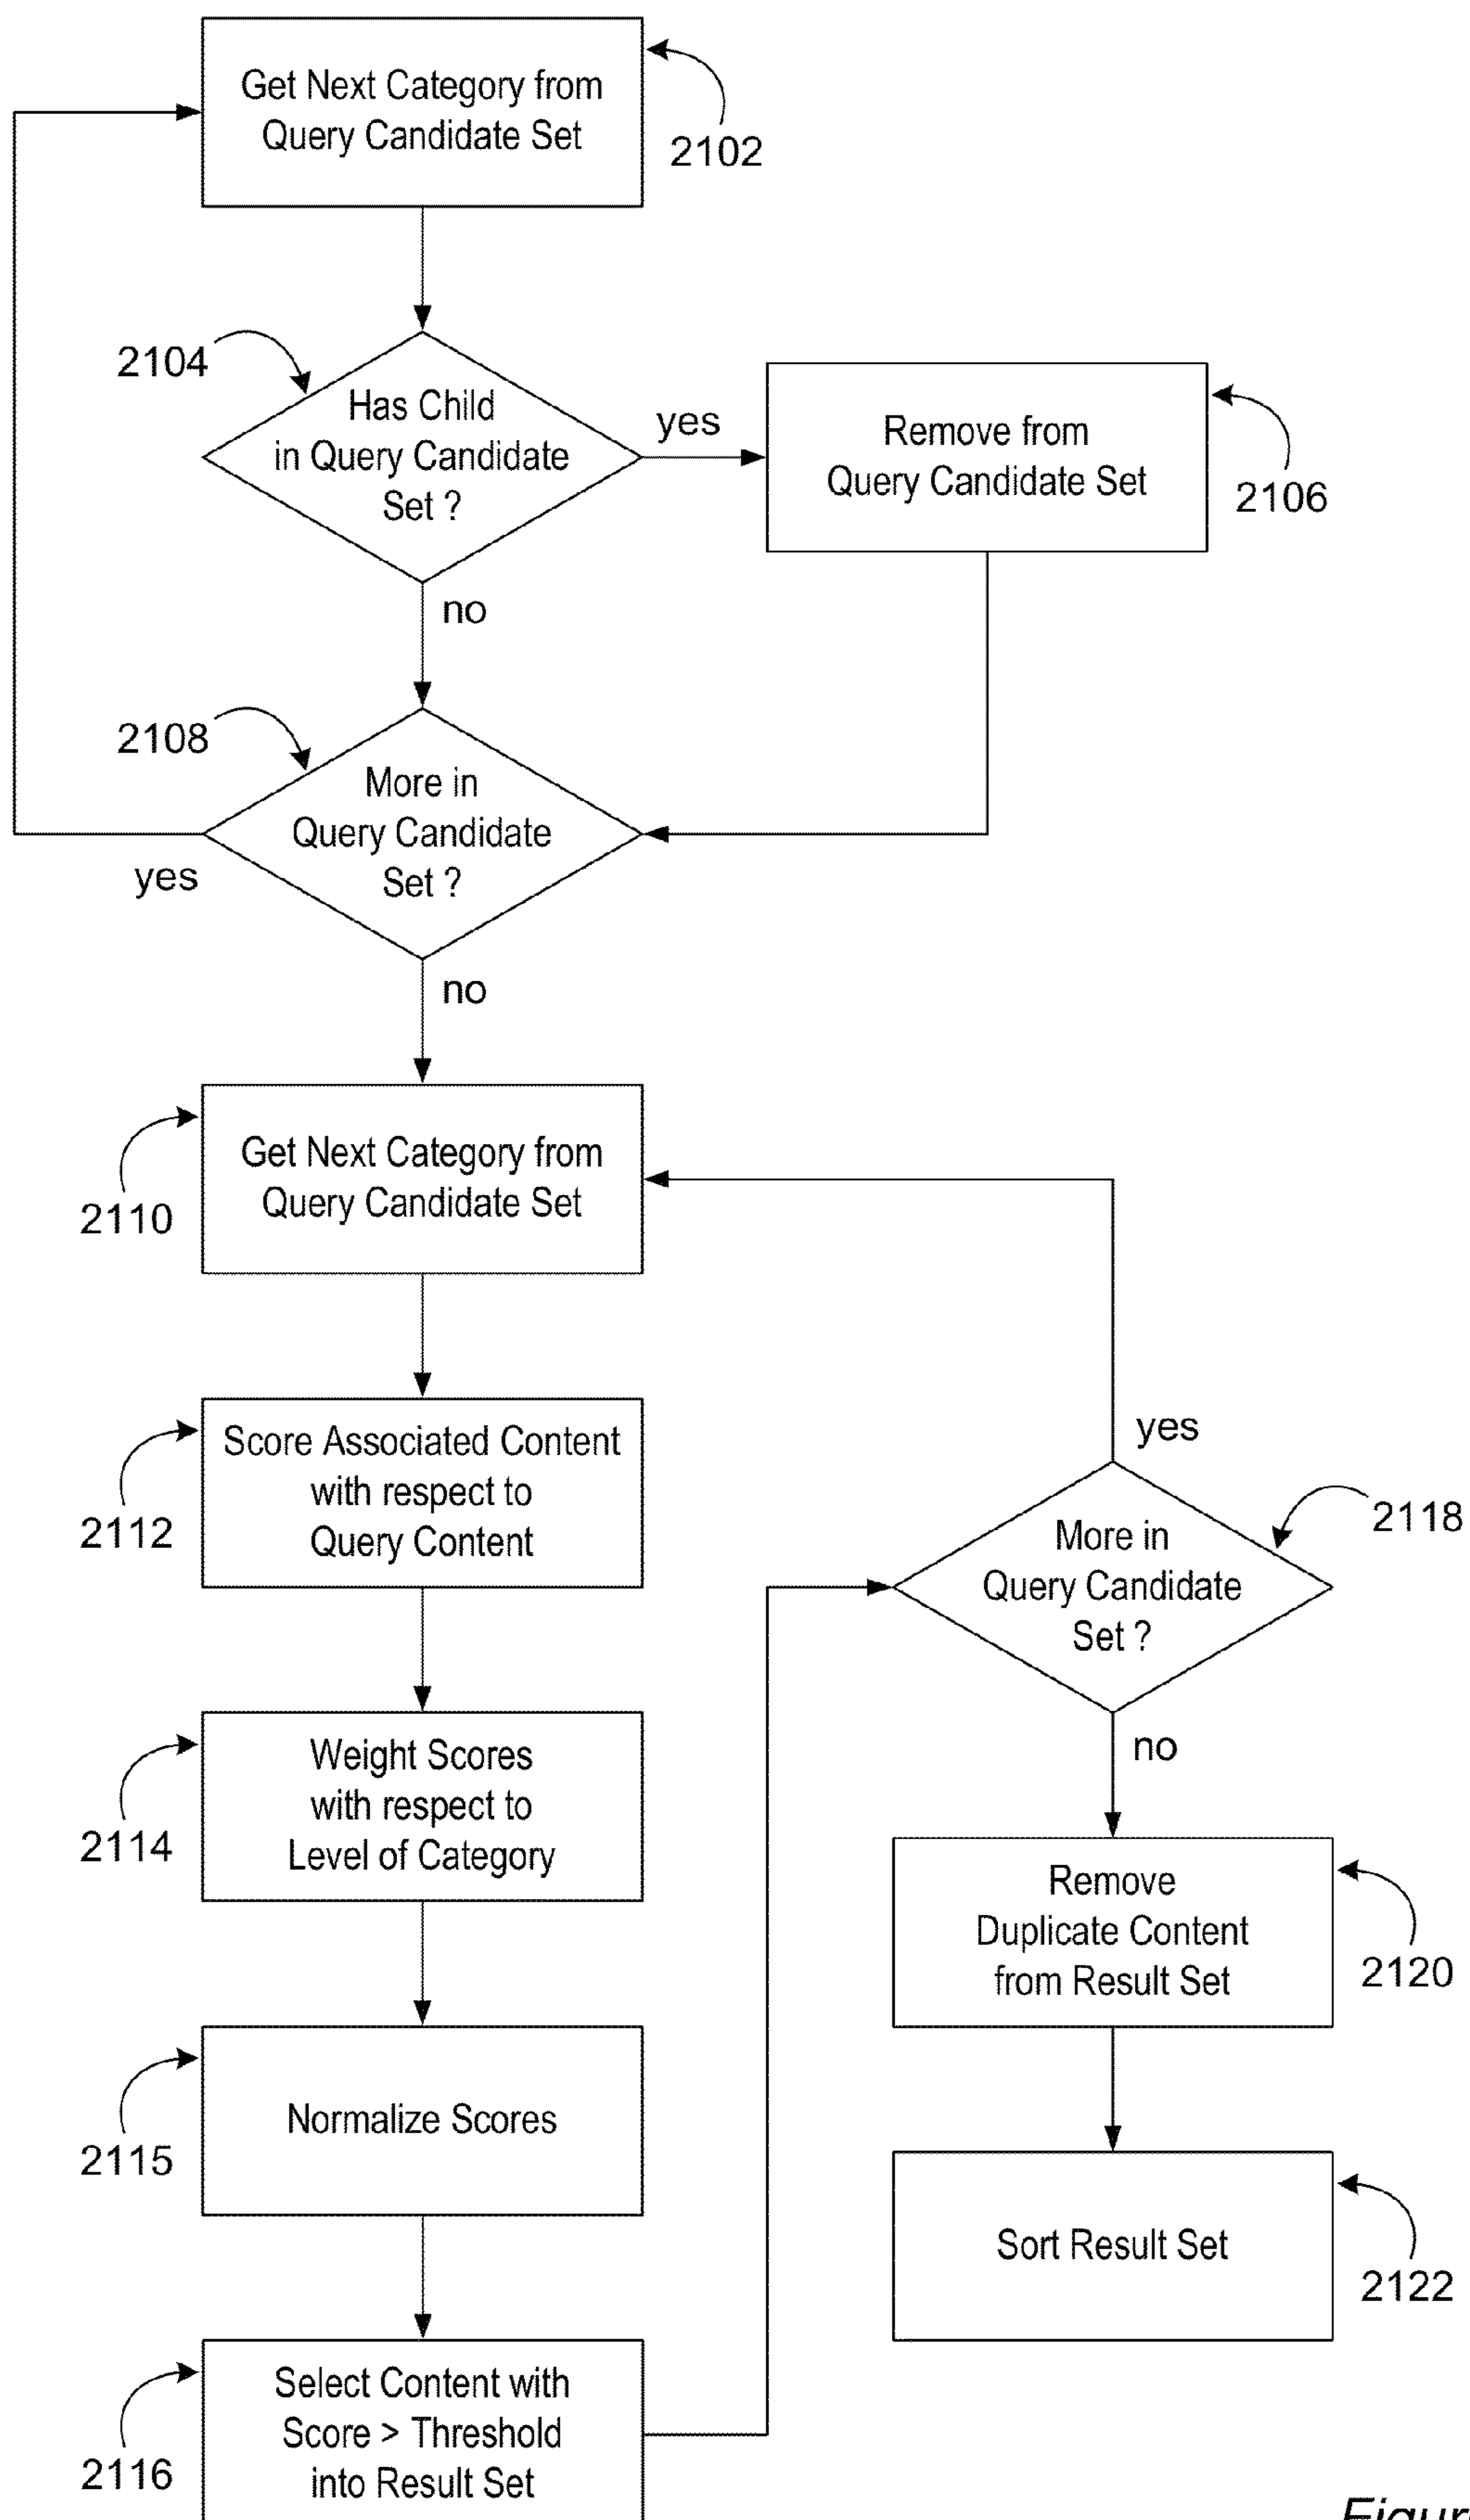 Get Next Category from
Query Candidate Set
2102
2104
Has Child
in Query Candidate
Set ?
yes
Remove from
Query Candidate Set
2106
no
2108
More in
Query Candidate
Set ?
yes
no
Get Next Category from
Query Candidate Set
2110
Score Associated Content
with respect to
Query Content
2112
yes
More in
Query Candidate
Set ?
2118
no
Weight Scores
with respect to
Level of Category
2114
Remove
Duplicate Content
from Result Set
2120
Normalize Scores
2115
Sort Result Set
2122
Select Content with
Score > Threshold
into Result Set
2116